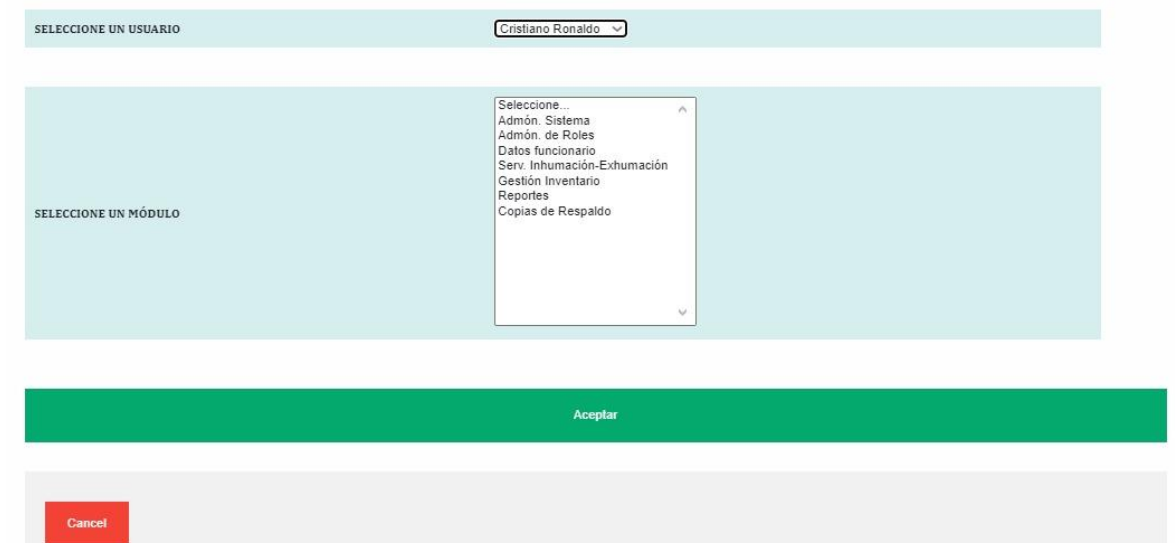 SELECCIONE UN USUARIO
Cristiano Ronaldo
SELECCIONE UN MÓDULO
Seleccione...
Admón. Sistema
Admón. de Roles
Datos funcionario
Serv. Inhumación-Exhumación
Gestión Inventario
Reportes
Copias de Respaldo
Aceptar
Cancel